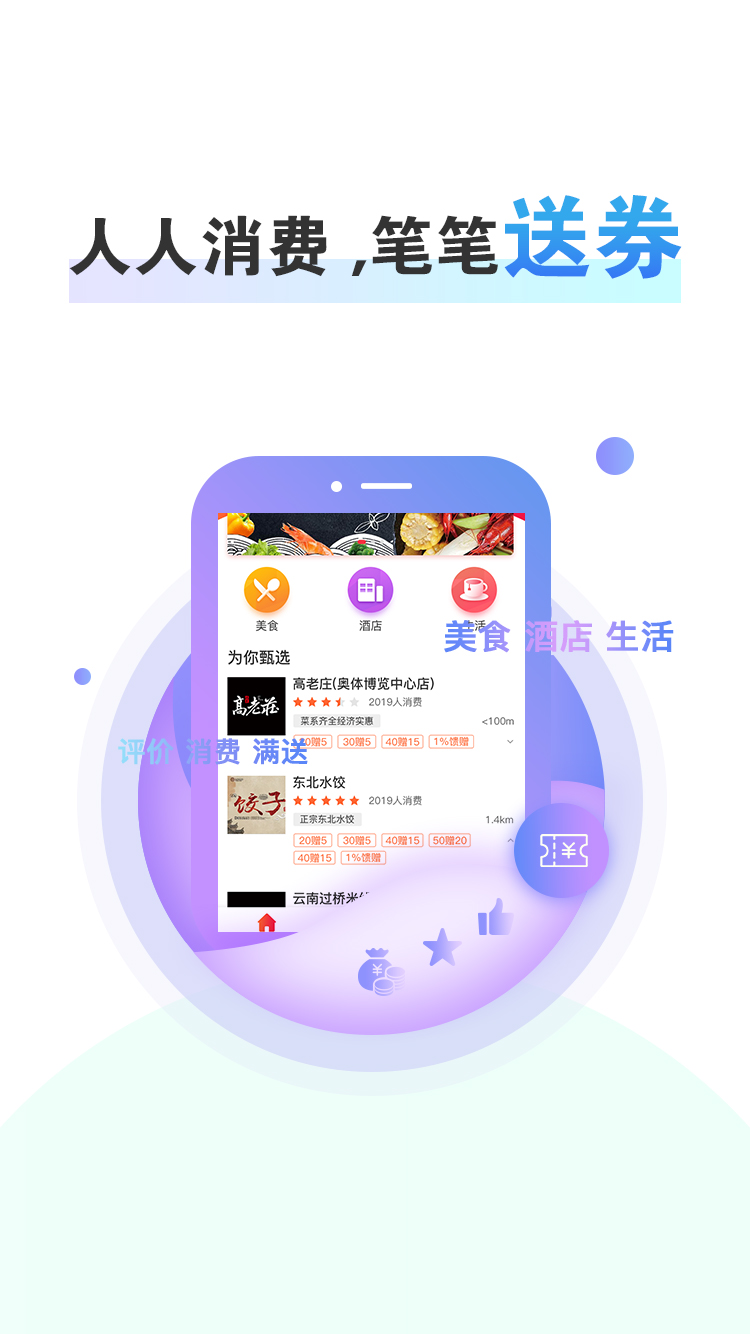 人人消费 ,笔笔送券
美食 酒店 生活
美食 酒店 生活
为你甄选
高老庄
高老庄(奥体博览中心店)
2019人消费
菜系齐全经济实惠 <100m
20赠5 30赠5 40赠15 1%馈赠
评价 消费 满送
饺子
东北水饺
2019人消费
正宗东北水饺 1.4km
20赠5 30赠5 40赠15 50赠20
40赠15 1%馈赠
¥
云南过桥米
¥